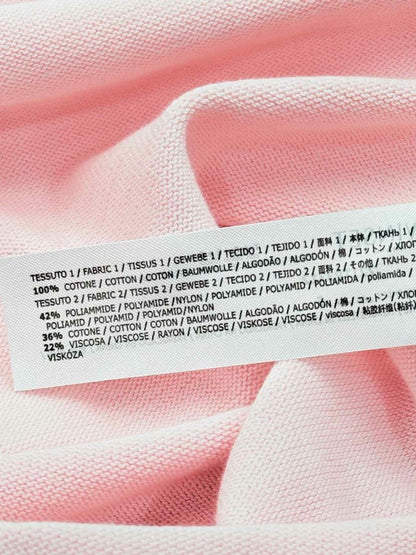 TESSUTO 1 / FABRIC 1 / TISSUS 1 / GEWEBE 1 / TECIDO 1 / TEJIDO 1 / 面料 1 / 本体 / ТКАНЬ 1 /
100% COTONE / COTTON / COTON / BAUMWOLLE / ALGODÃO / ALGODÓN / 棉 / コットン / ХЛОП
TESSUTO 2 / FABRIC 2 / TISSUS 2 / GEWEBE 2 / TECIDO 2 / TEJIDO 2 / 面料 2 / その他 / ТКАНЬ 2
42% POLIAMMIDE / POLYAMIDE/NYLON / POLYAMIDE / POLYAMID / POLIAMIDA / poliamida /
POLIAMID / POLYAMID / POLYAMID/NYLON
36% COTONE / COTTON / COTON / BAUMWOLLE / ALGODÃO / ALGODÓN / 棉 / コットン / ХЛО
22% VISCOSA / VISCOSE / RAYON / VISCOSE / VISKOSE / VISCOSE / viscosa / 粘胶纤维(粘纤)
VISKÓZA